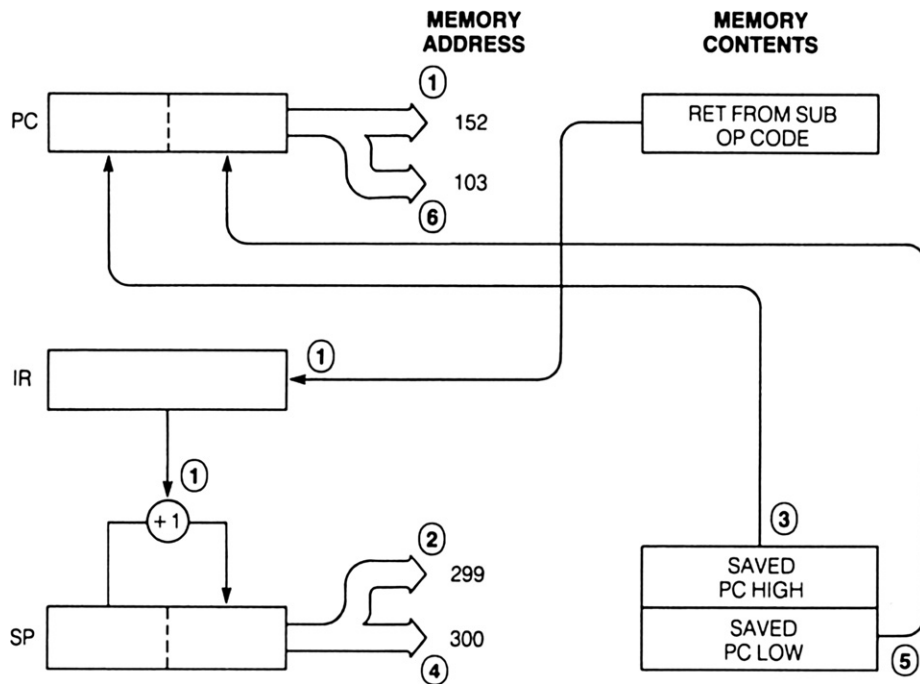 MEMORY ADDRESS
MEMORY CONTENTS
1
PC
152
RET FROM SUB
OP CODE
103
6
IR
1
1
+1
3
2
299
SAVED
PC HIGH
SP
300
SAVED
PC LOW
4
5